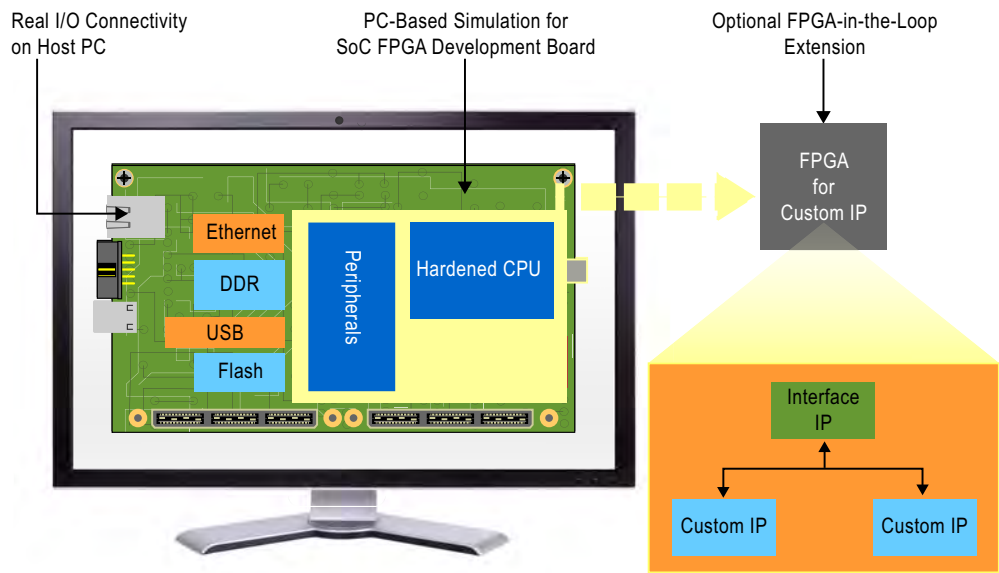 Real I/O Connectivity
on Host PC
PC-Based Simulation for
SoC FPGA Development Board
Optional FPGA-in-the-Loop
Extension
FPGA
for
Custom IP
Ethernet
DDR
USB
Flash
Peripherals
Hardened CPU
Interface
IP
Custom IP
Custom IP